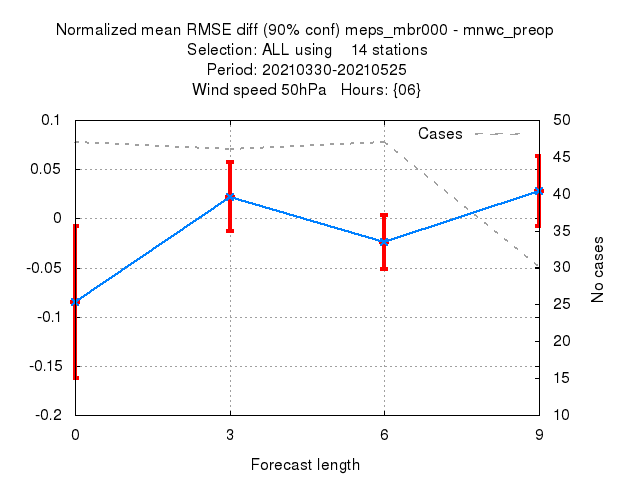 Normalized mean RMSE diff (90% conf) meps_mbr000 - mnwc_preop
Selection: ALL using 14 stations
Period: 20210330-20210525
Wind speed 50hPa Hours: {06}
0.1 50
Cases
0.05 45
0 40
-0.05 35
-0.1 30
-0.15 25
-0.2 20
15
10
No cases
0 3 6 9
Forecast length